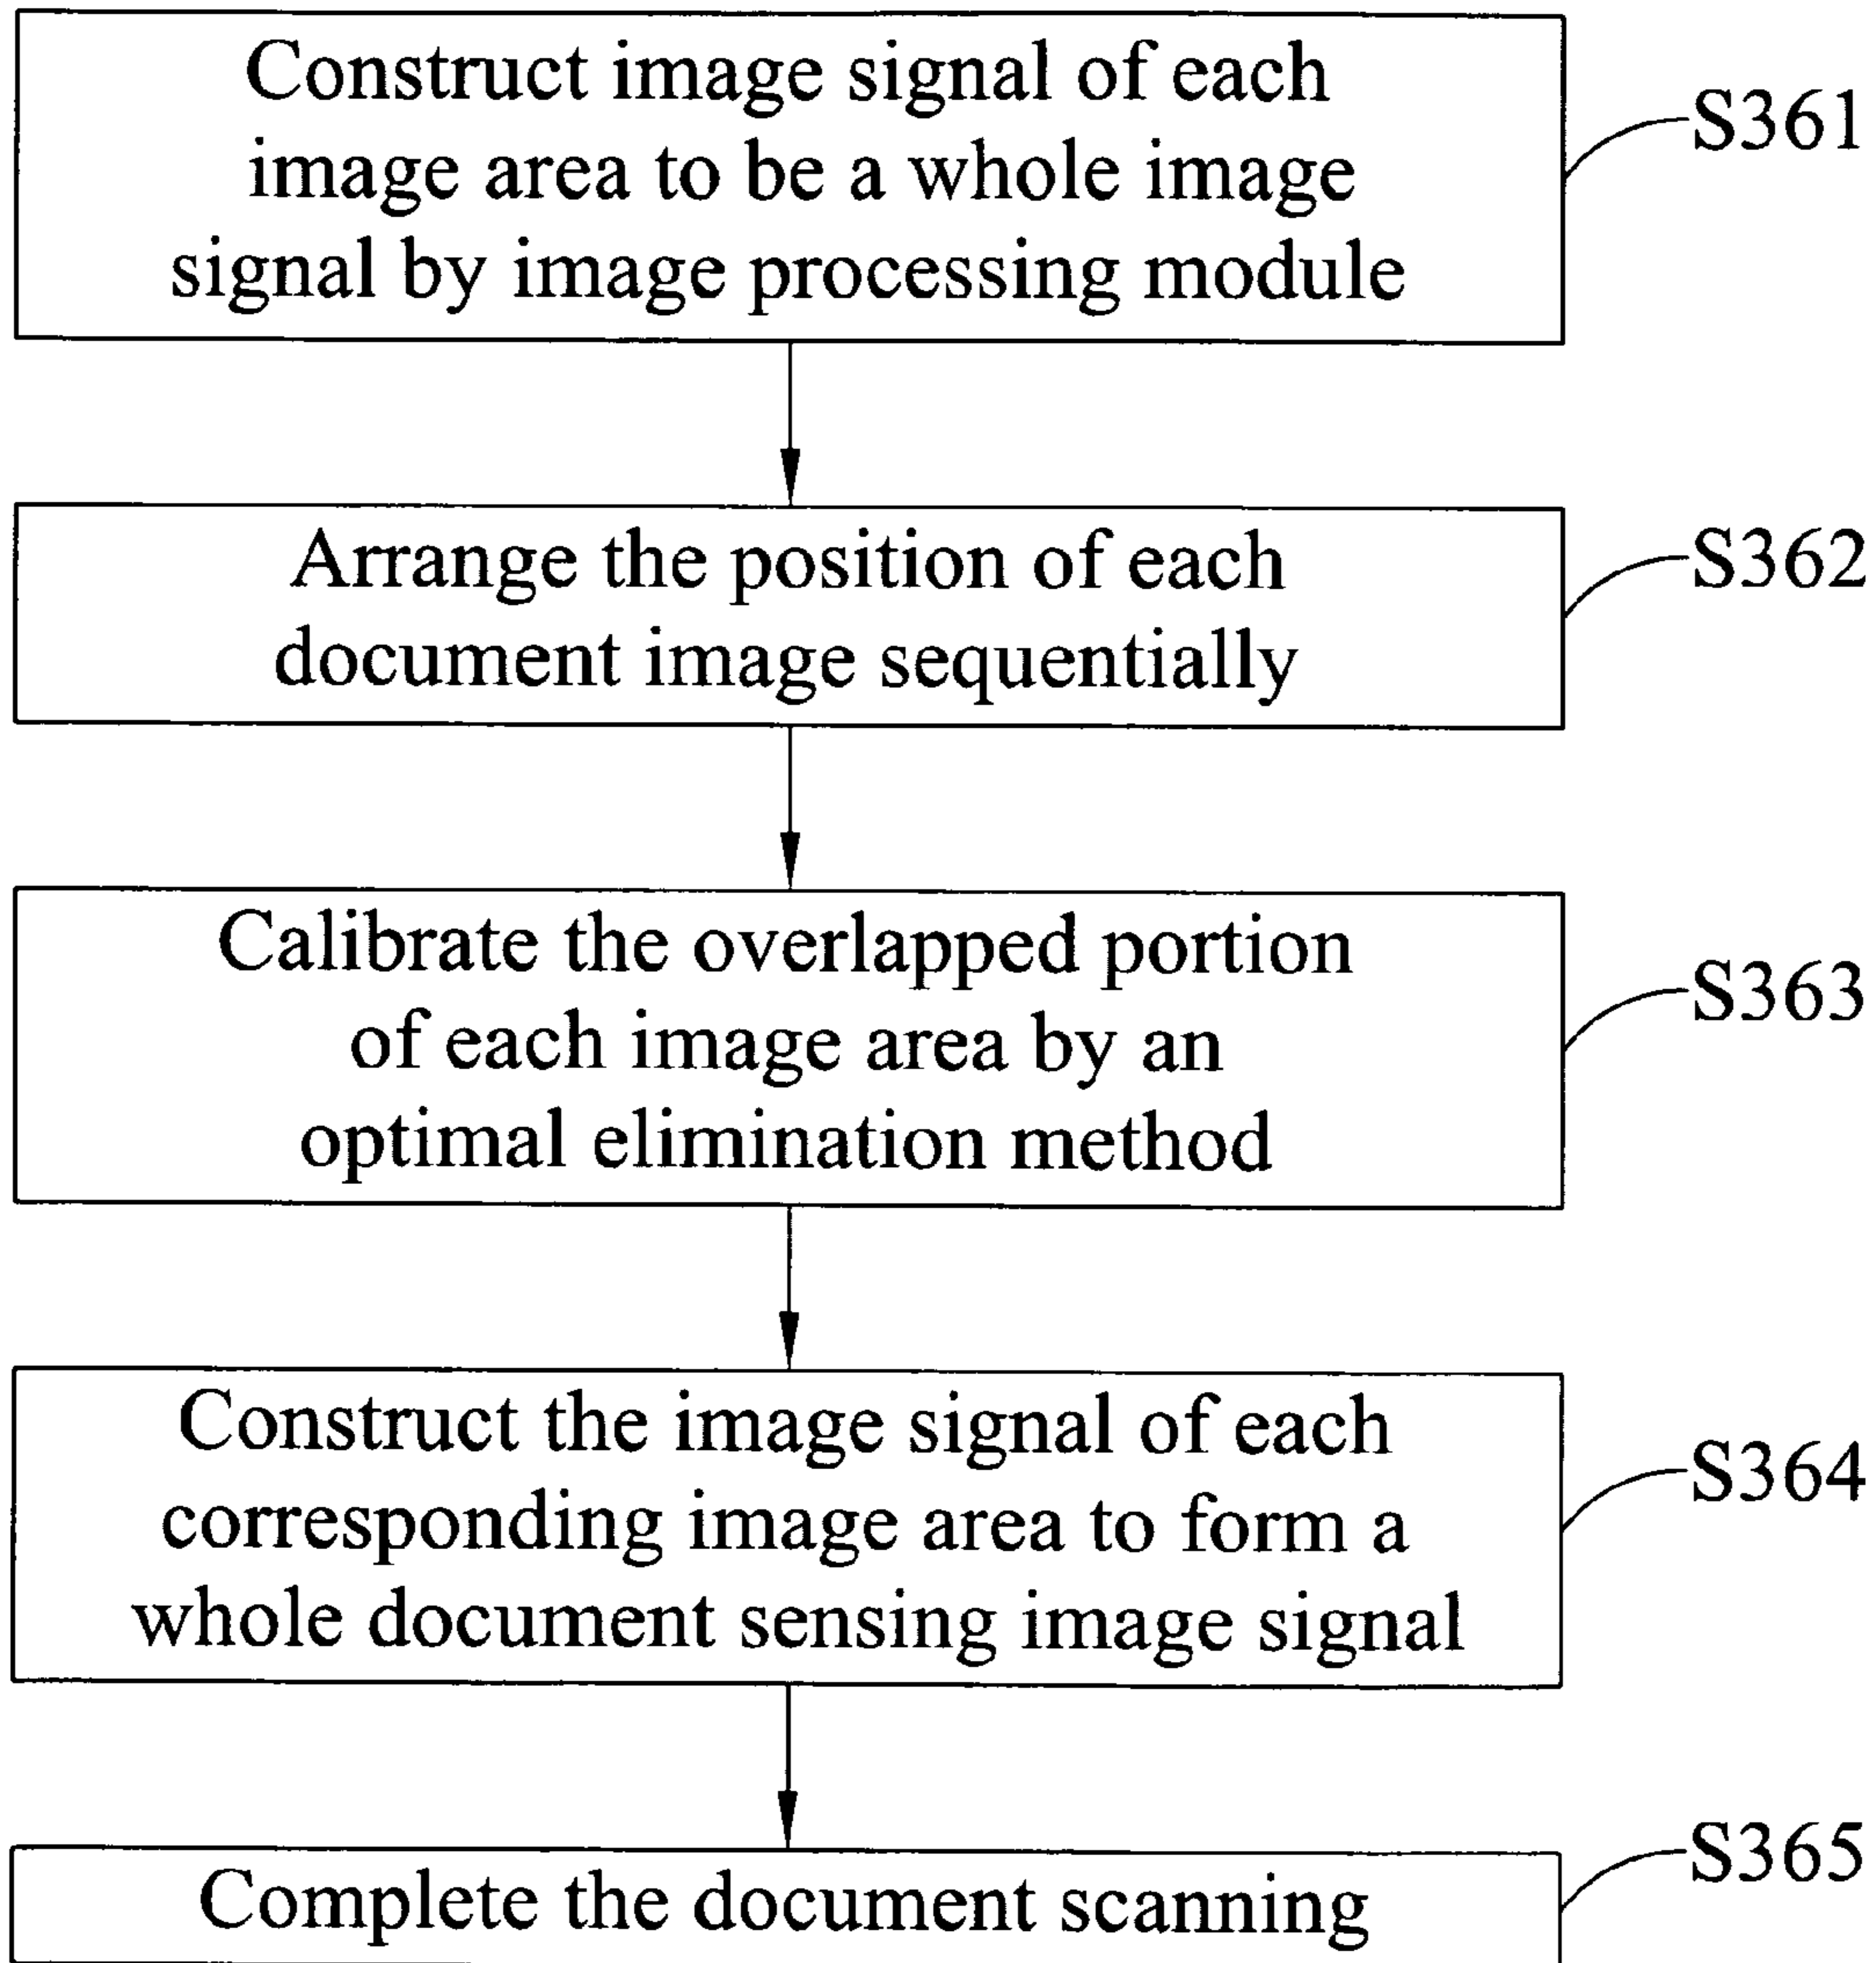 Construct image signal of each
image area to be a whole image
signal by image processing module
S361
Arrange the position of each
document image sequentially
S362
Calibrate the overlapped portion
of each image area by an
optimal elimination method
S363
Construct the image signal of each
corresponding image area to form a
whole document sensing image signal
S364
Complete the document scanning
S365